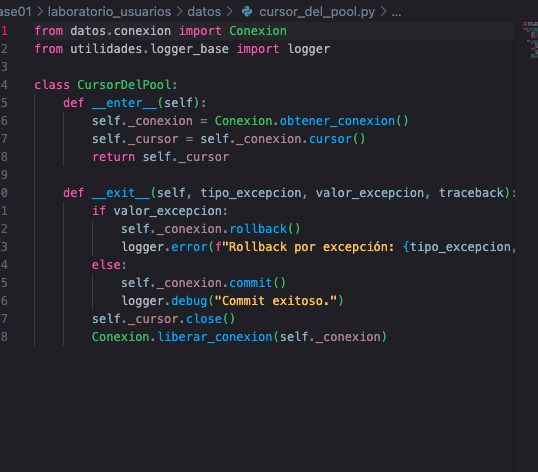 ase01 > laboratorio_usuarios > datos > cursor_del_pool.py > ...
1 from datos.conexion import Conexion
2 from utilidades.logger_base import logger
3
4 class CursorDelPool:
5     def __enter__(self):
6         self._conexion = Conexion.obtener_conexion()
7         self._cursor = self._conexion.cursor()
8         return self._cursor
9
0     def __exit__(self, tipo_excepcion, valor_excepcion, traceback):
1         if valor_excepcion:
2             self._conexion.rollback()
3             logger.error(f"Rollback por excepción: {tipo_excepcion,
4         else:
5             self._conexion.commit()
6             logger.debug("Commit exitoso.")
7         self._cursor.close()
8         Conexion.liberar_conexion(self._conexion)